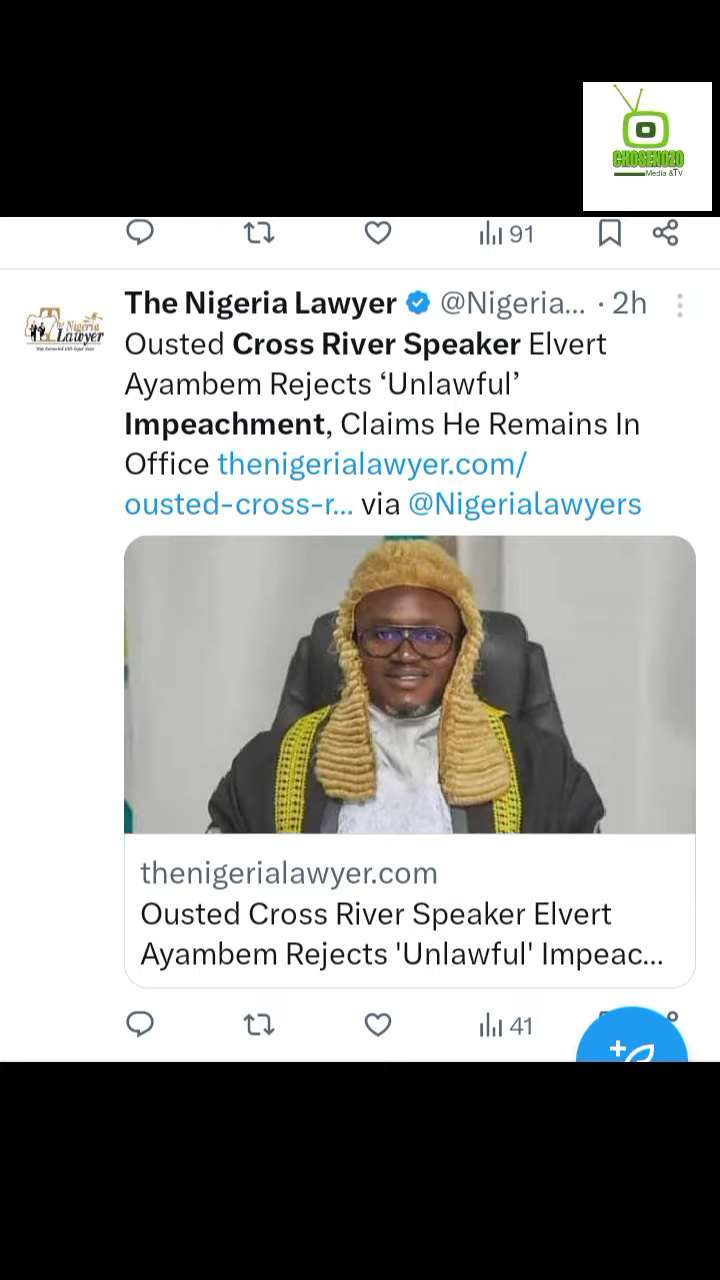 CHOSENOZO
Media &TV
91
The Nigeria Lawyer @Nigeria... · 2h
The Nigeria
Lawyer
Ousted Cross River Speaker Elvert
Ayambem Rejects ‘Unlawful’
Impeachment, Claims He Remains In
Office thenigerialawyer.com/
ousted-cross-r... via @Nigerialawyers
thenigerialawyer.com
Ousted Cross River Speaker Elvert
Ayambem Rejects 'Unlawful' Impeac...
41